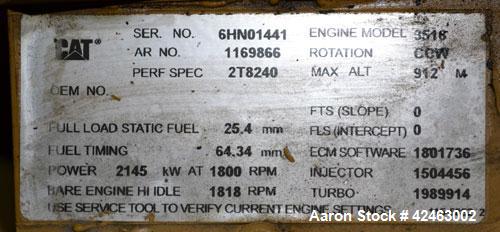 SER. NO. 6HN01441 ENGINE MODEL 3516
CAT® AR NO. 1169866 ROTATION CCW
PERF SPEC 2T8240 MAX ALT 912 M
OEM NO.
FTS (SLOPE) 0
FULL LOAD STATIC FUEL 25.4 mm FLS (INTERCEPT) 0
FUEL TIMING 64.34 mm ECM SOFTWARE 1801736
POWER 2145 kW AT 1800 RPM INJECTOR 1504456
BARE ENGINE HI IDLE 1818 RPM TURBO 1989914
USE SERVICE TOOL TO VERIFY CURRENT ENGINE SETTINGS
Aaron Stock # 42463002